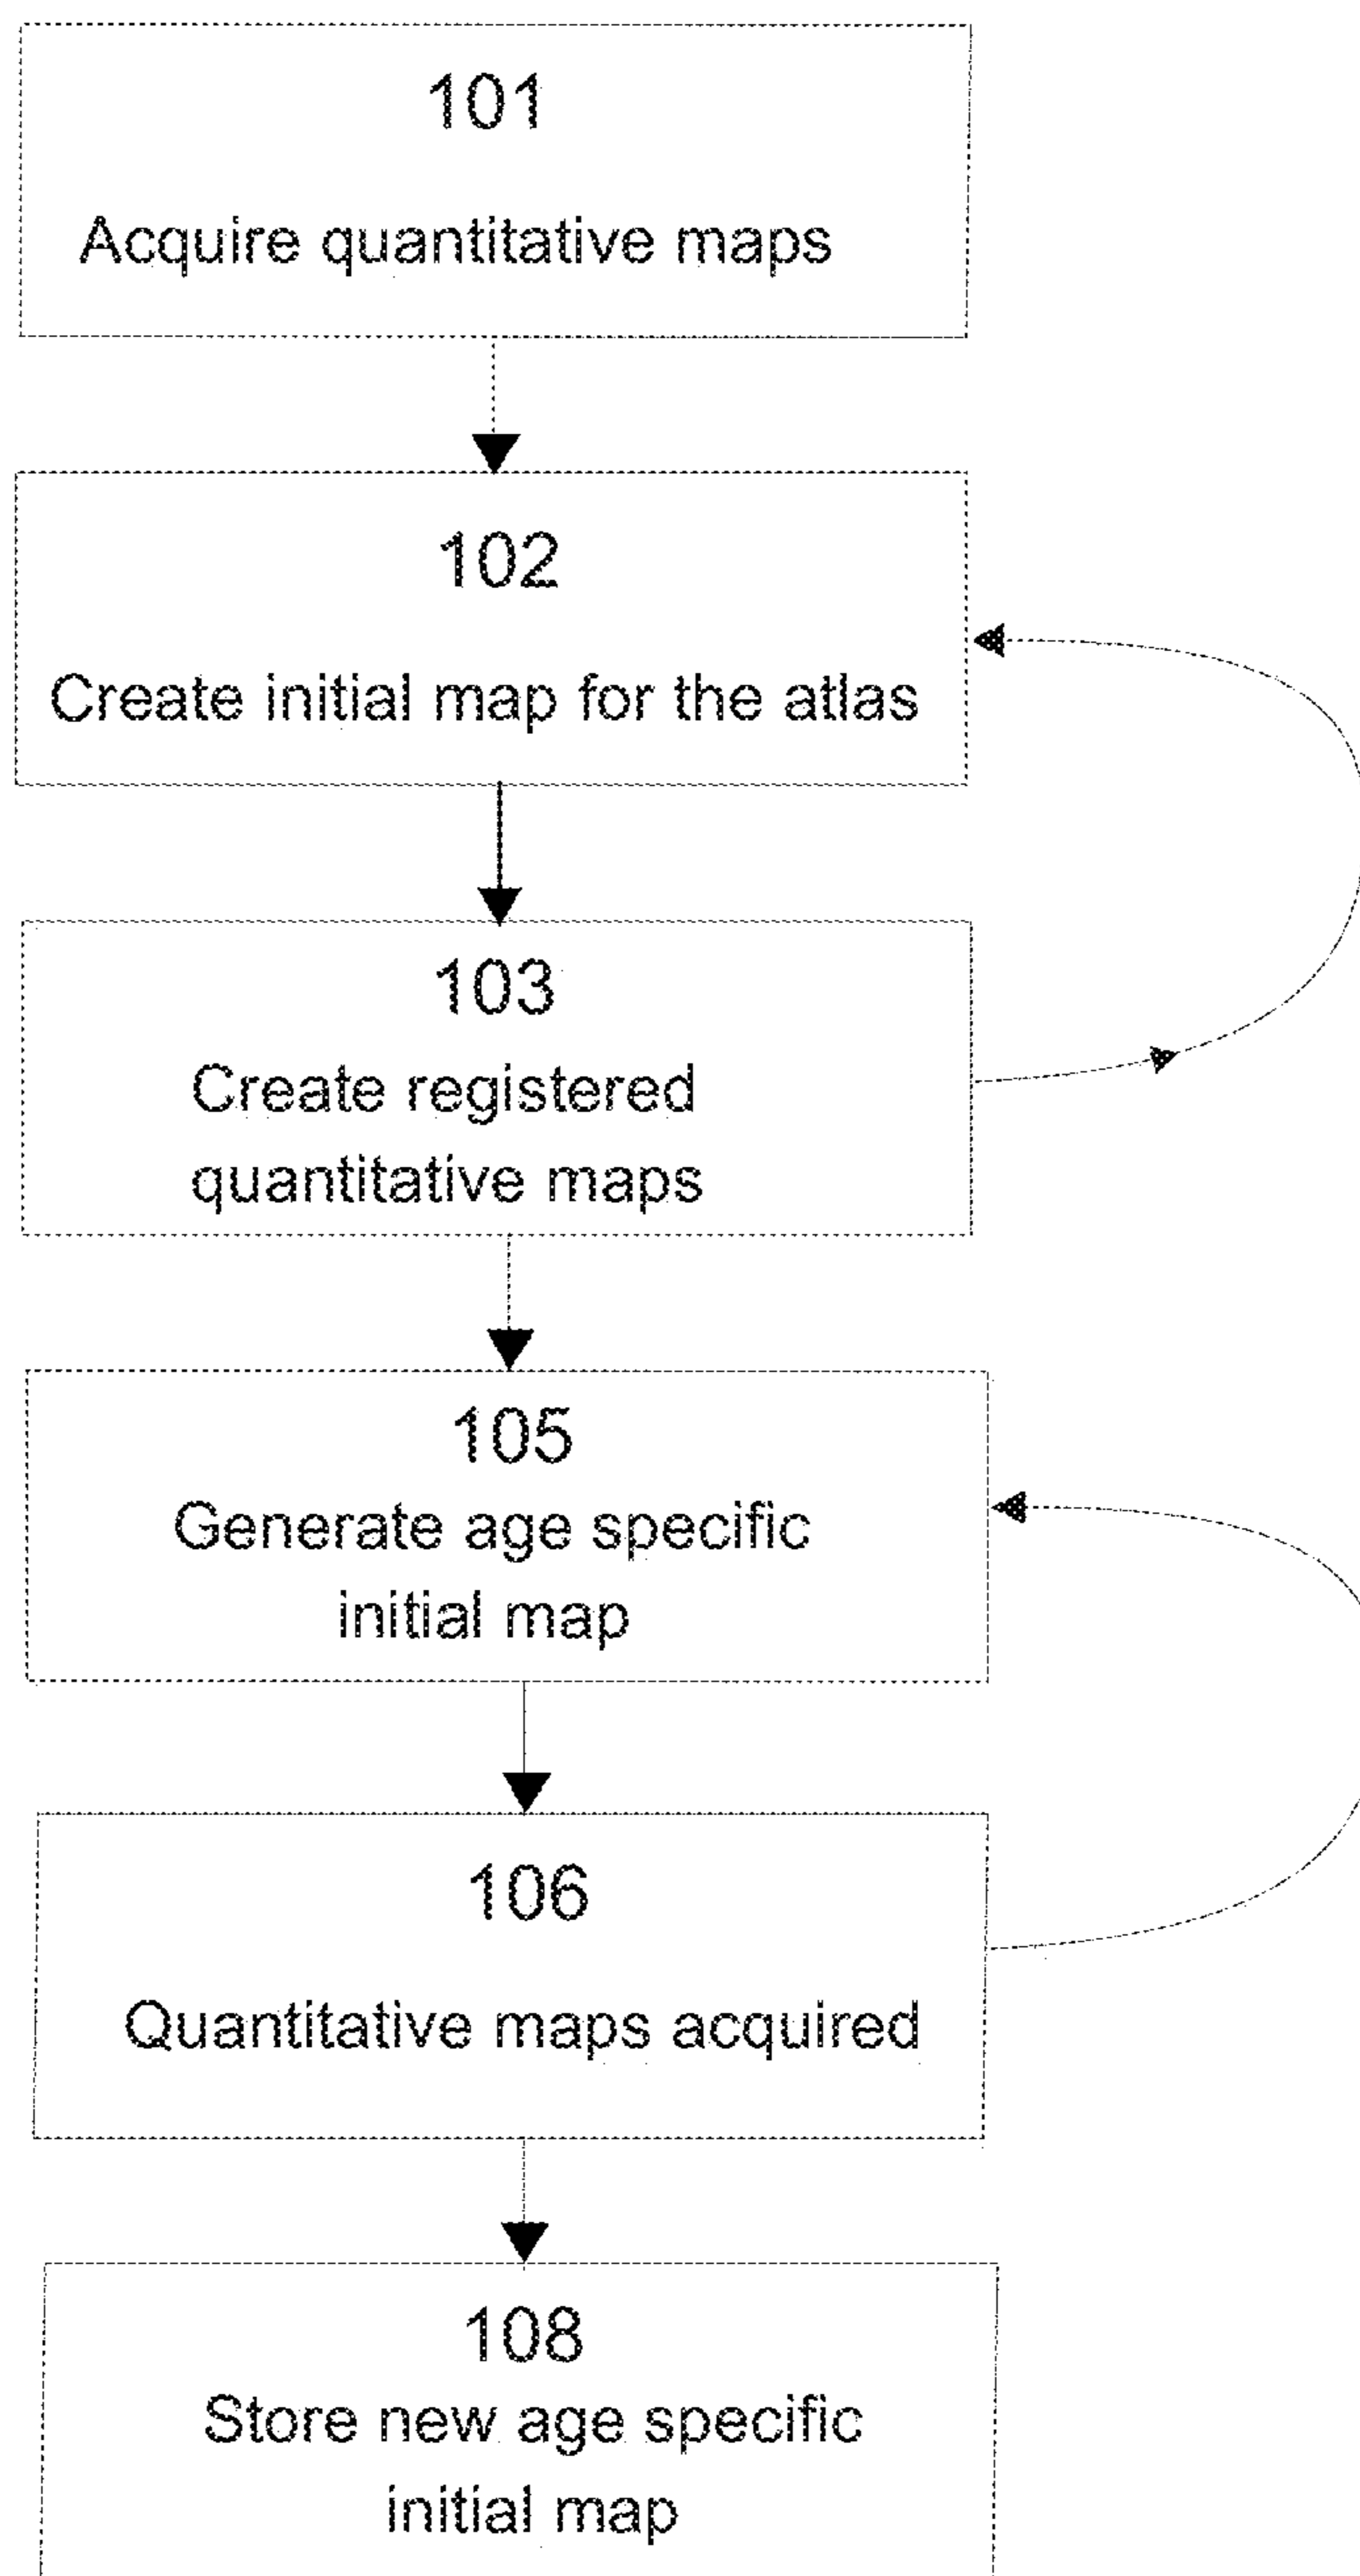 101
Acquire quantitative maps
102
Create initial map for the atlas
103
Create registered
quantitative maps
105
Generate age specific
initial map
106
Quantitative maps acquired
108
Store new age specific
initial map